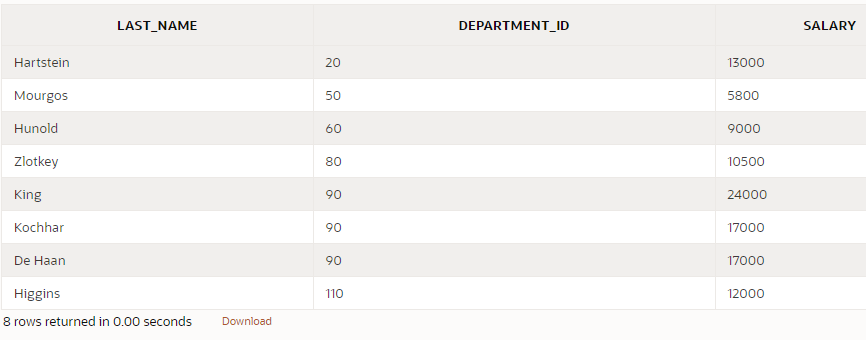 LAST_NAME DEPARTMENT_ID SALARY
Hartstein 20 13000
Mourgos 50 5800
Hunold 60 9000
Zlotkey 80 10500
King 90 24000
Kochhar 90 17000
De Haan 90 17000
Higgins 110 12000
8 rows returned in 0.00 seconds Download